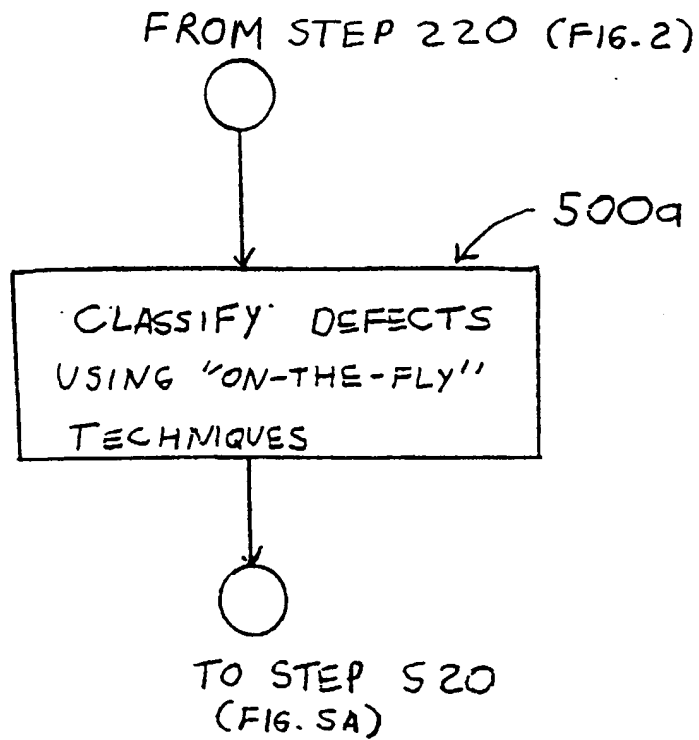 FROM STEP 220 (FIG. 2)
500a
CLASSIFY DEFECTS
USING "ON-THE-FLY"
TECHNIQUES
TO STEP 520
(FIG. 5A)